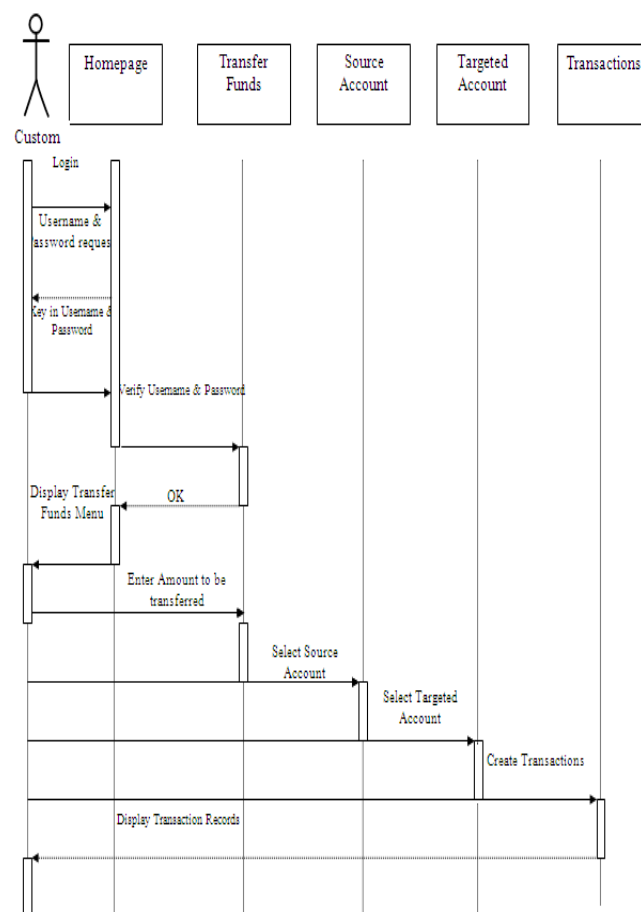 Homepage
Transfer
Funds
Source
Account
Targeted
Account
Transactions
Custom
Login
Username &
Password reques
Key in Username &
Password
Verify Username & Password
Display Transfer
Funds Menu
OK
Enter Amount to be
transferred
Select Source
Account
Select Targeted
Account
Create Transactions
Display Transaction Records